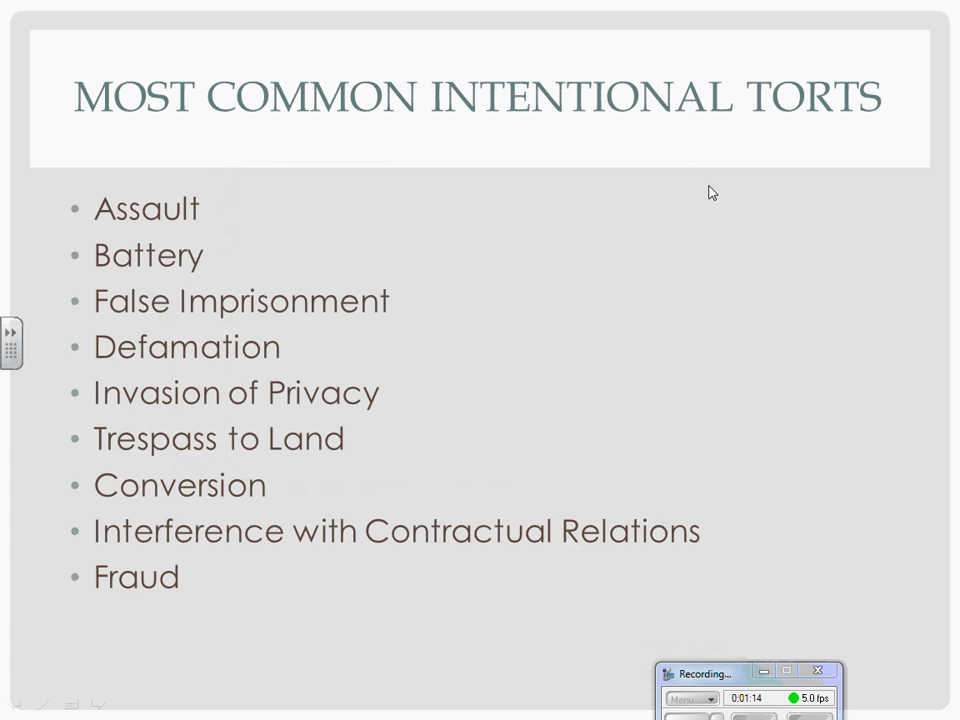 MOST COMMON INTENTIONAL TORTS
• Assault
• Battery
• False Imprisonment
• Defamation
• Invasion of Privacy
• Trespass to Land
• Conversion
• Interference with Contractual Relations
• Fraud
Recording...
Menu 0:01:14 5.0 fps